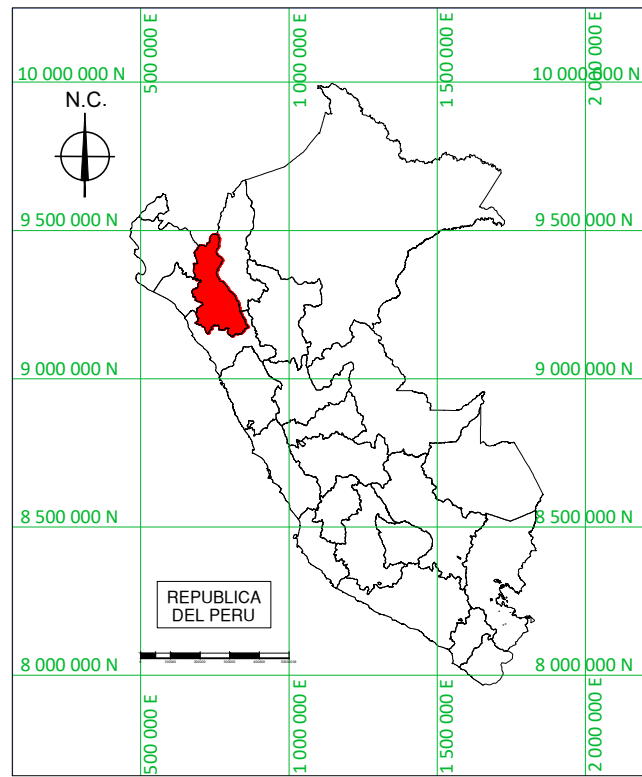 500 000 E
1 000 000 E
1 500 000 E
2 000 000 E
10 000 000 N
10 000 000 N
N.C.
9 500 000 N
9 500 000 N
9 000 000 N
9 000 000 N
8 500 000 N
8 500 000 N
REPUBLICA
DEL PERU
8 000 000 N
8 000 000 N
500 000 E
1 000 000 E
1 500 000 E
2 000 000 E